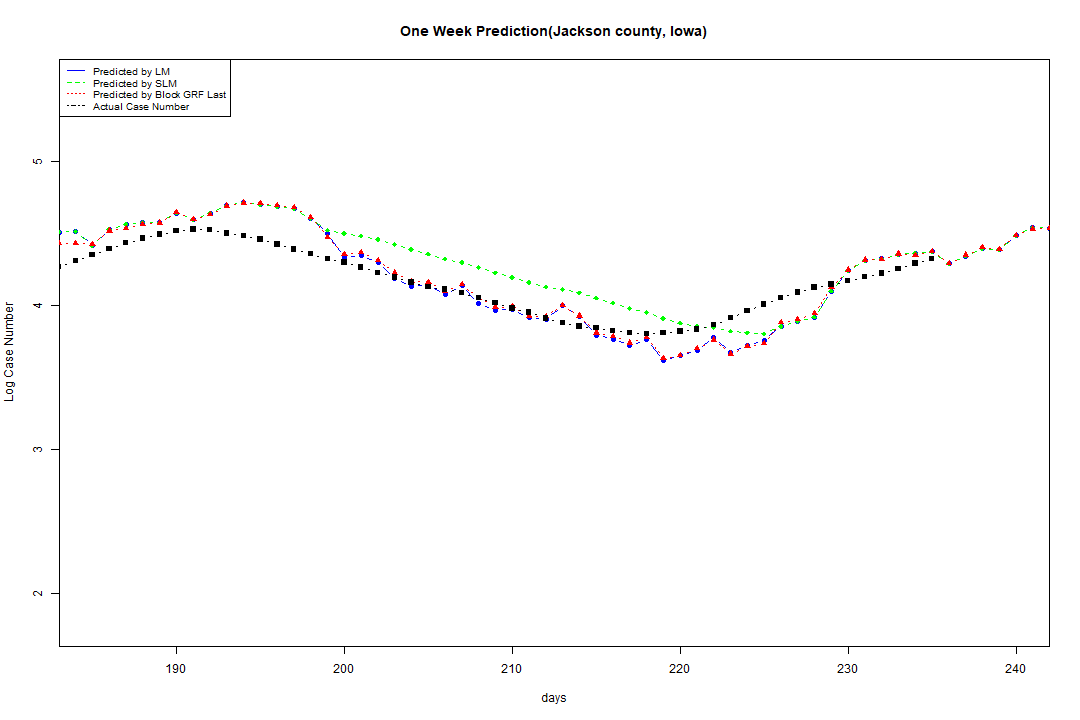 One Week Prediction(Jackson county, Iowa)
Predicted by LM
Predicted by SLM
Predicted by Block GRF Last
Actual Case Number
5
4
3
2
Log Case Number
190 200 210 220 230 240
days